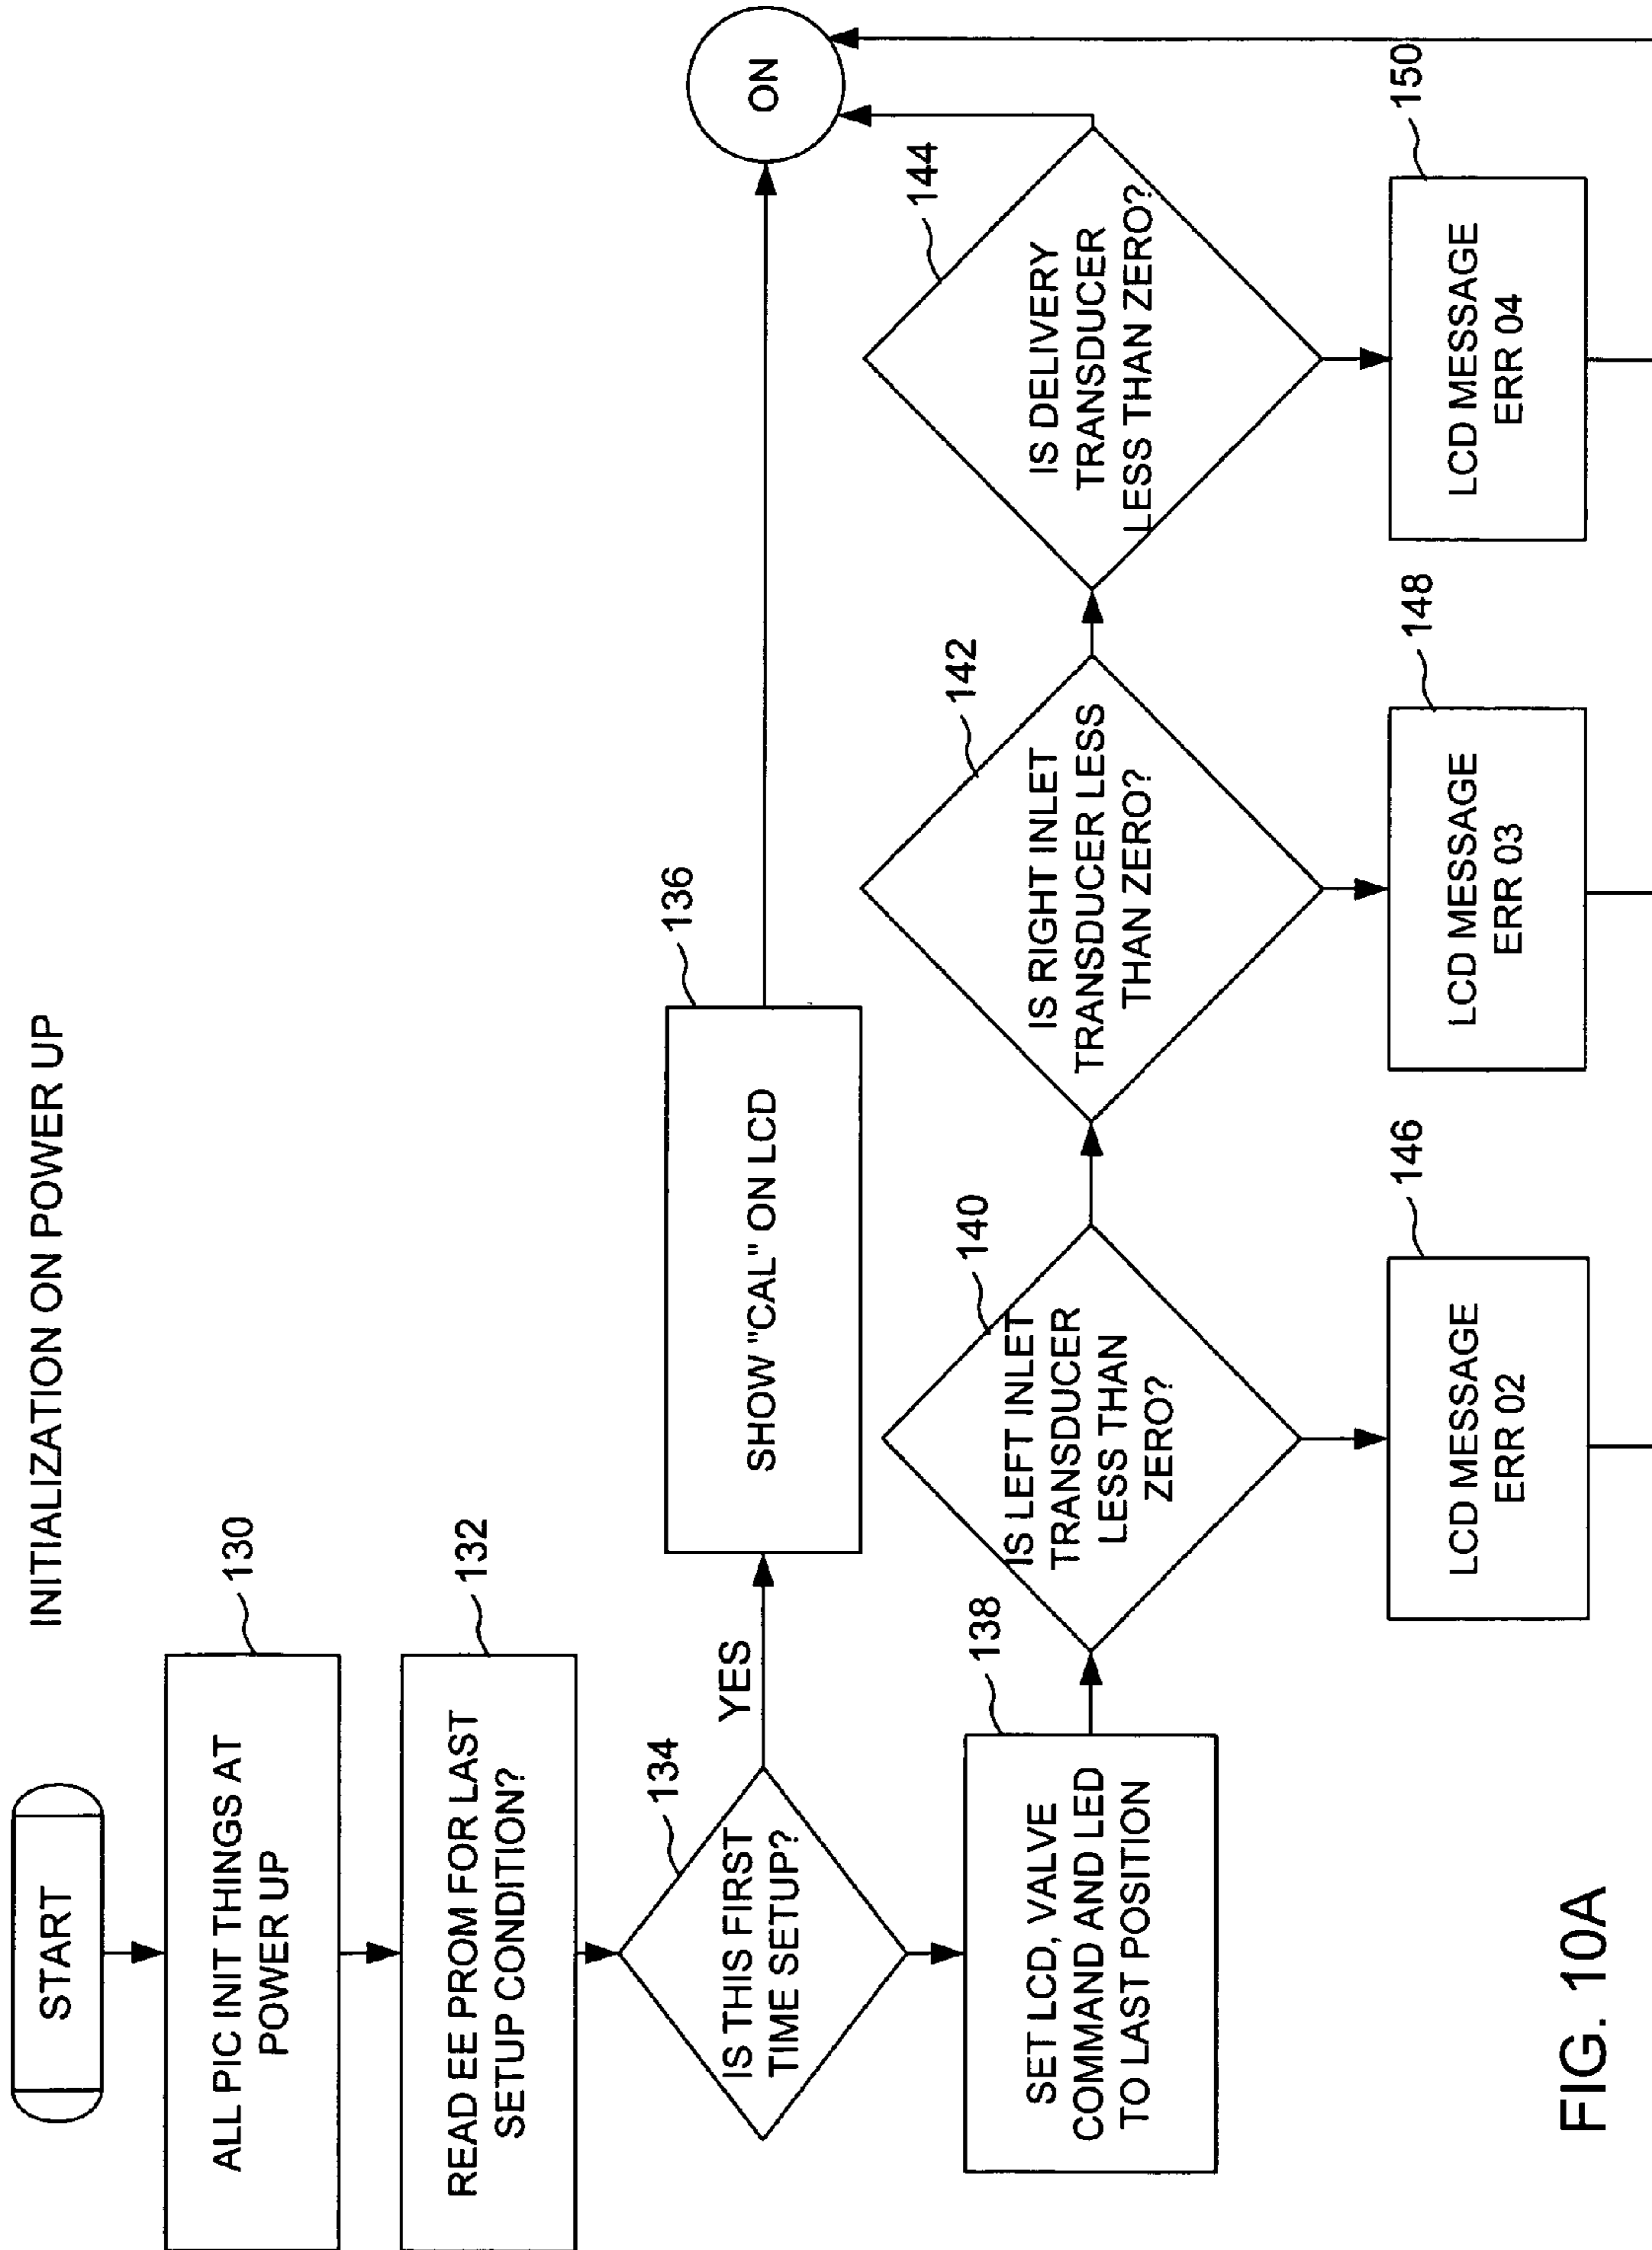 INITIALIZATION ON POWER UP
START
ALL PIC INIT THINGS AT
POWER UP
130
READ EE PROM FOR LAST
SETUP CONDITION?
132
IS THIS FIRST
TIME SETUP?
134
YES
SHOW "CAL" ON LCD
136
ON
SET LCD, VALVE
COMMAND AND LED
TO LAST POSITION
138
IS LEFT INLET
TRANSDUCER
LESS THAN
ZERO?
140
IS RIGHT INLET
TRANSDUCER LESS
THAN ZERO?
142
IS DELIVERY
TRANSDUCER
LESS THAN ZERO?
144
LCD MESSAGE
ERR 02
146
LCD MESSAGE
ERR 03
148
LCD MESSAGE
ERR 04
150
FIG. 10A